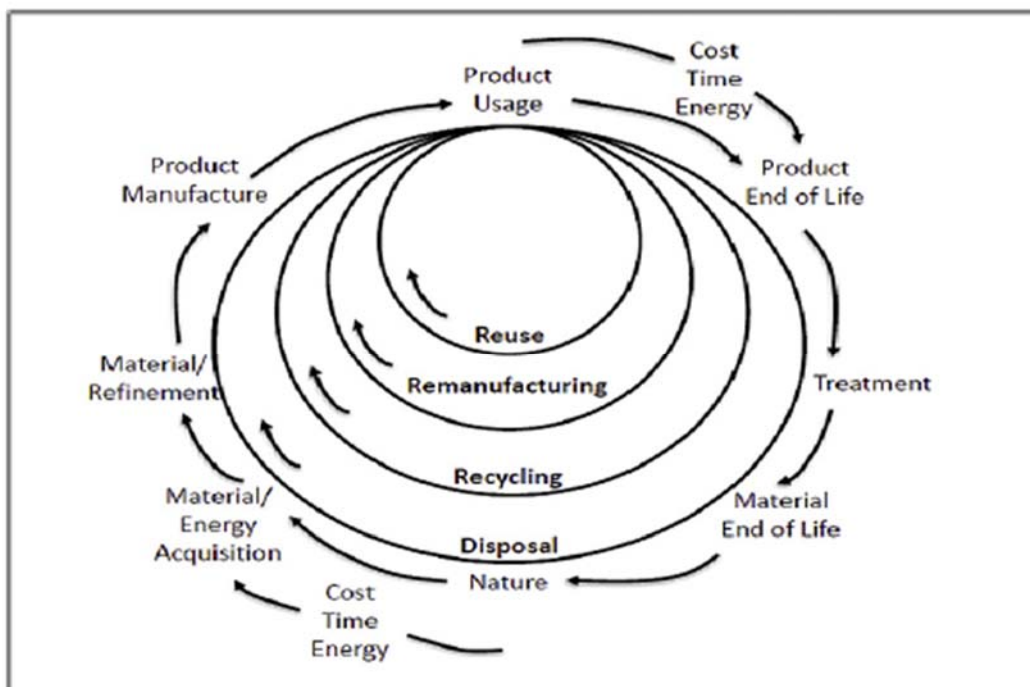 Product
Usage
Cost
Time
Energy
Product
Manufacture
Product
End of Life
Reuse
Material/
Refinement
Remanufacturing
Treatment
Recycling
Material/
Energy
Acquisition
Material
End of Life
Disposal
Nature
Cost
Time
Energy